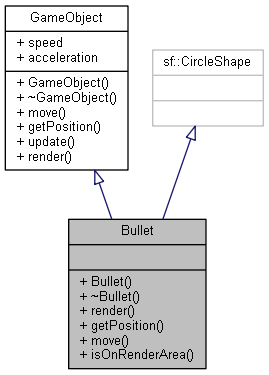 GameObject
+ speed
+ acceleration
+ GameObject()
+ ~GameObject()
+ move()
+ getPosition()
+ update()
+ render()
sf::CircleShape
Bullet
+ Bullet()
+ ~Bullet()
+ render()
+ getPosition()
+ move()
+ isOnRenderArea()